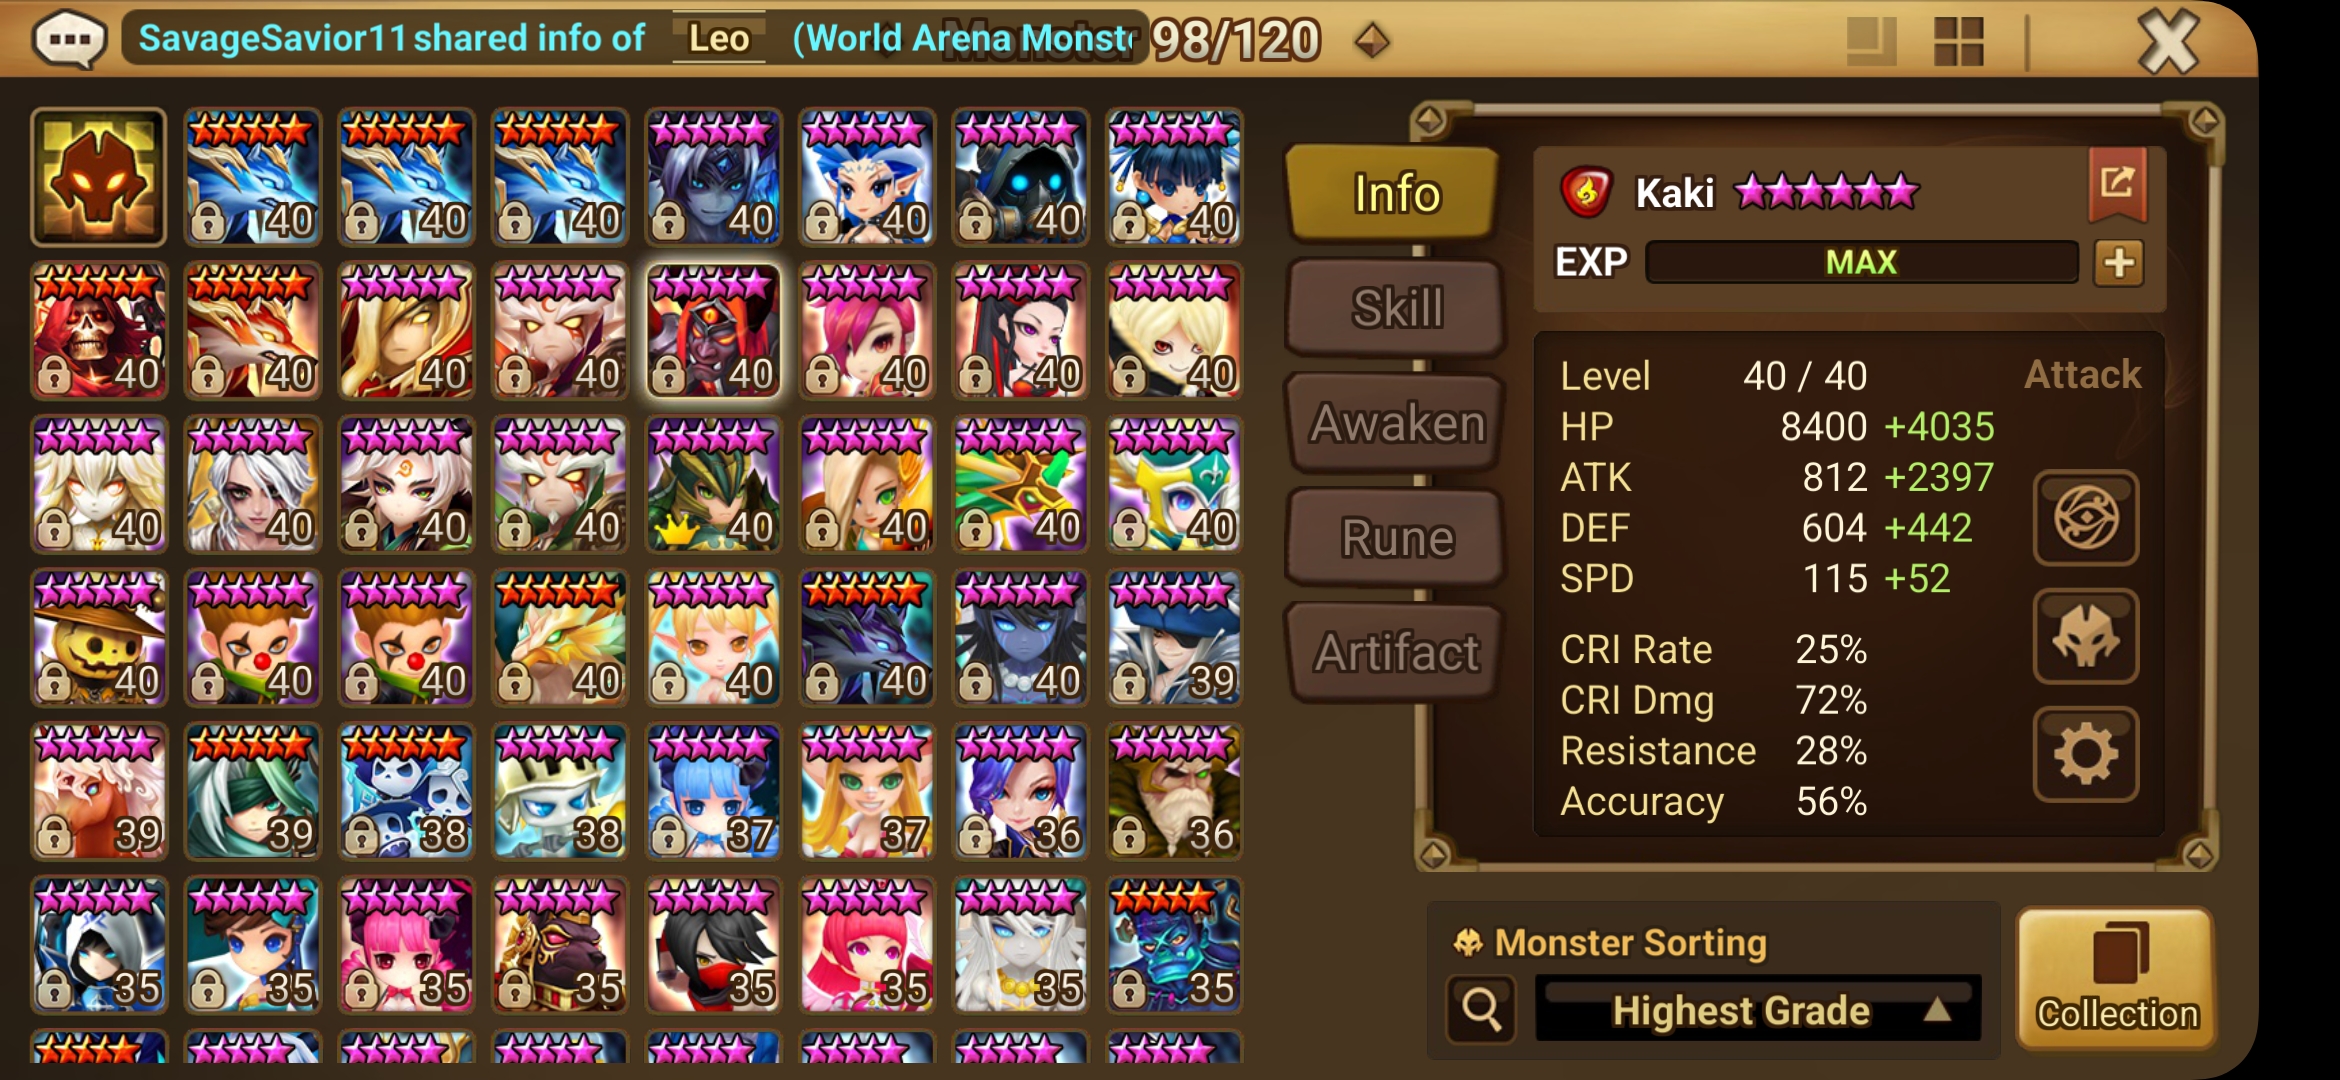 SavageSavior11 shared info of Leo (World Arena Monst
98/120
40 40 40 40 40 40 40
40 40 40 40 40 40 40 40
40 40 40 40 40 40 40 40
40 40 40 40 40 40 40 39
39 39 38 38 37 37 36 36
35 35 35 35 35 35 35 35
Info
Skill
Awaken
Rune
Artifact
Kaki
EXP MAX
Level 40 / 40 Attack
HP 8400 +4035
ATK 812 +2397
DEF 604 +442
SPD 115 +52
CRI Rate 25%
CRI Dmg 72%
Resistance 28%
Accuracy 56%
Monster Sorting
Highest Grade
Collection